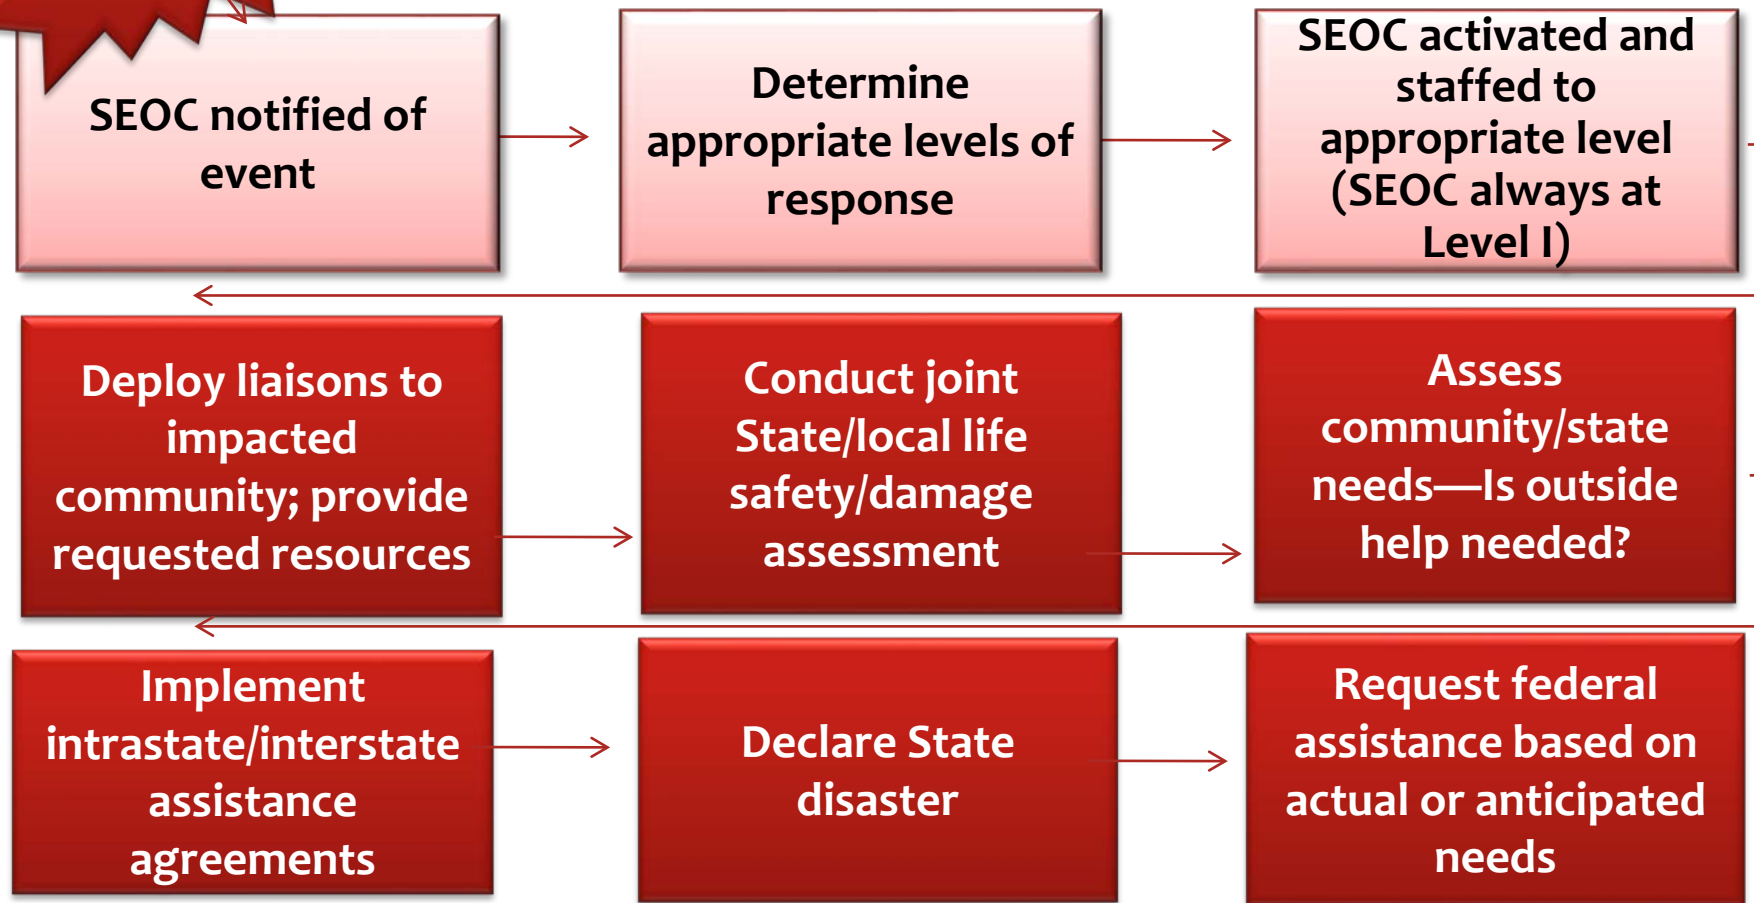 SEOC notified of
event
Determine
appropriate levels of
response
SEOC activated and
staffed to
appropriate level
(SEOC always at
Level I)
Deploy liaisons to
impacted
community; provide
requested resources
Conduct joint
State/local life
safety/damage
assessment
Assess
community/state
needs—Is outside
help needed?
Implement
intrastate/interstate
assistance
agreements
Declare State
disaster
Request federal
assistance based on
actual or anticipated
needs